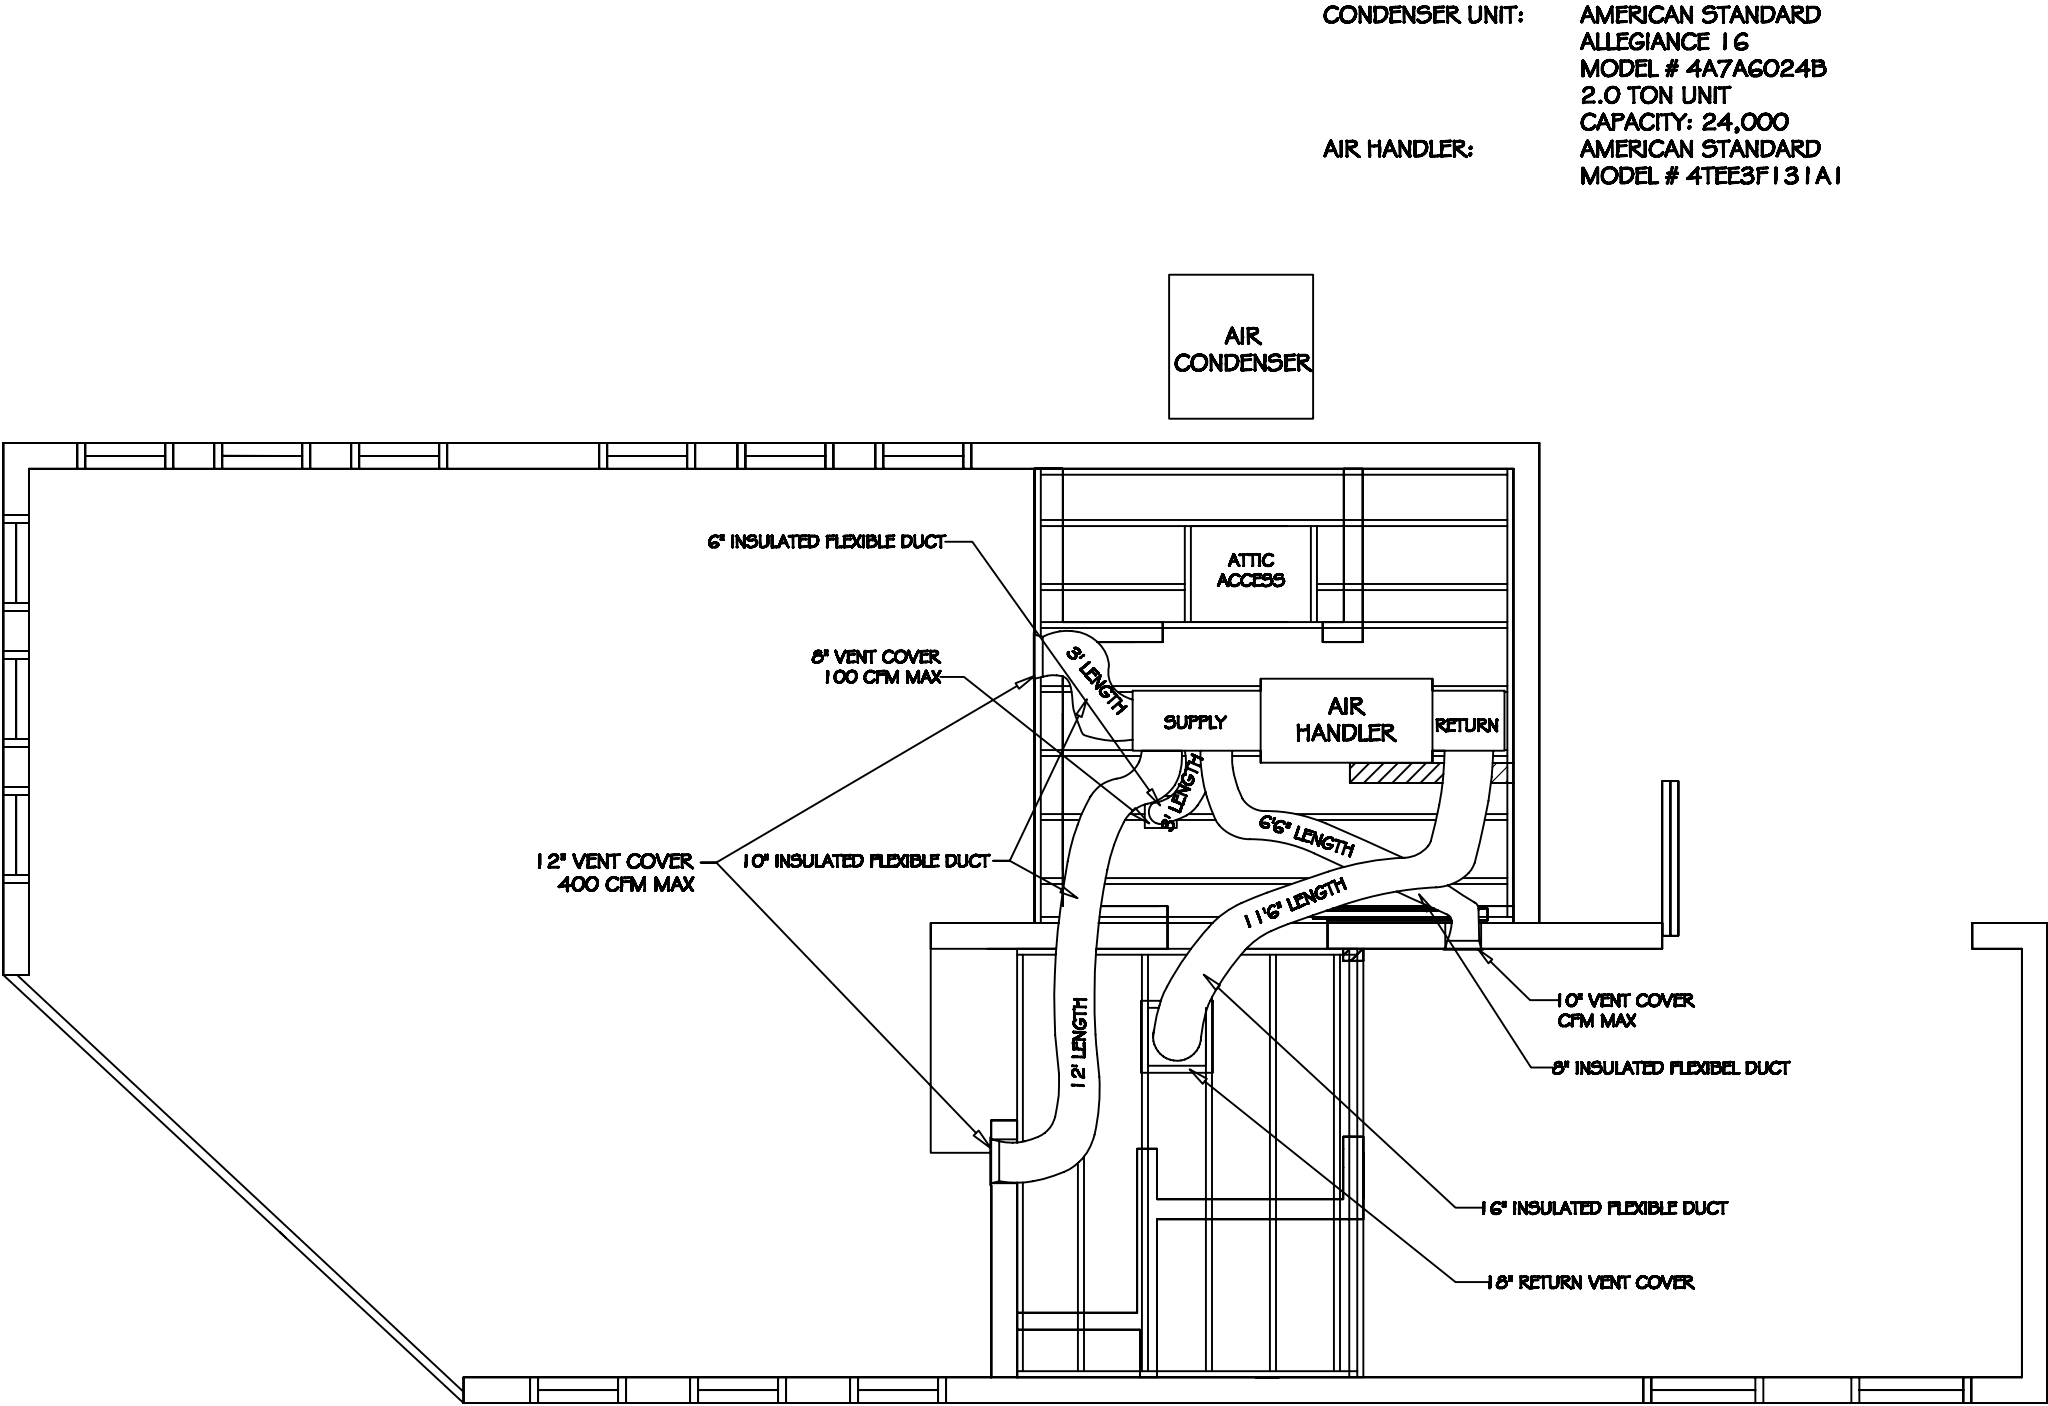 CONDENSER UNIT: AMERICAN STANDARD
ALLEGIANCE 16
MODEL # 4A7A6024B
2.0 TON UNIT
CAPACITY: 24,000
AIR HANDLER: AMERICAN STANDARD
MODEL # 4TEE3F131A1
AIR
CONDENSER
6" INSULATED FLEXIBLE DUCT
ATTIC
ACCESS
8" VENT COVER
100 CFM MAX
3' LENGTH
SUPPLY
AIR
HANDLER
RETURN
3' LENGTH
6'6" LENGTH
12" VENT COVER
400 CFM MAX
10" INSULATED FLEXIBLE DUCT
11'6" LENGTH
12' LENGTH
10" VENT COVER
CFM MAX
8" INSULATED FLEXIBEL DUCT
16" INSULATED FLEXIBLE DUCT
18" RETURN VENT COVER